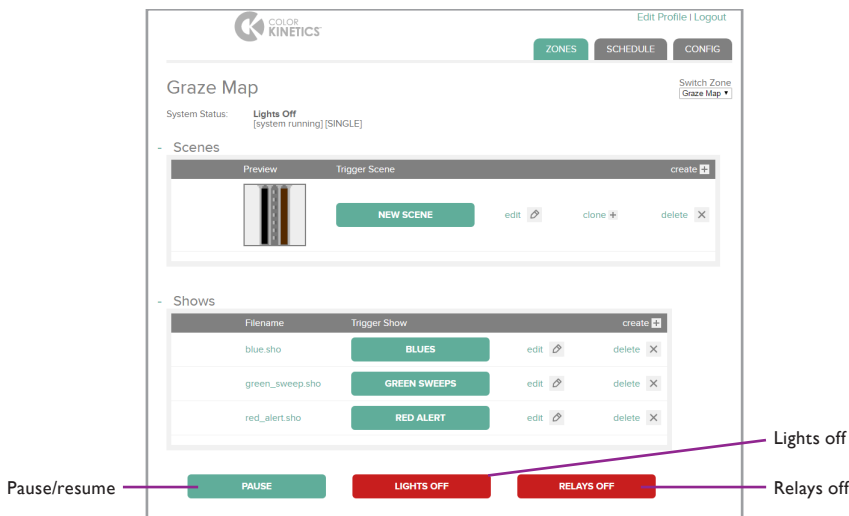 Edit Profile | Logout
CK COLOR KINETICS
ZONES SCHEDULE CONFIG
Graze Map
Switch Zone
Graze Map
System Status: Lights Off
[system running] [SINGLE]
- Scenes
Preview Trigger Scene create +
NEW SCENE edit clone + delete X
- Shows
Filename Trigger Show create +
blue.sho BLUES edit delete X
green_sweep.sho GREEN SWEEPS edit delete X
red_alert.sho RED ALERT edit delete X
Lights off
Pause/resume PAUSE LIGHTS OFF RELAYS OFF Relays off